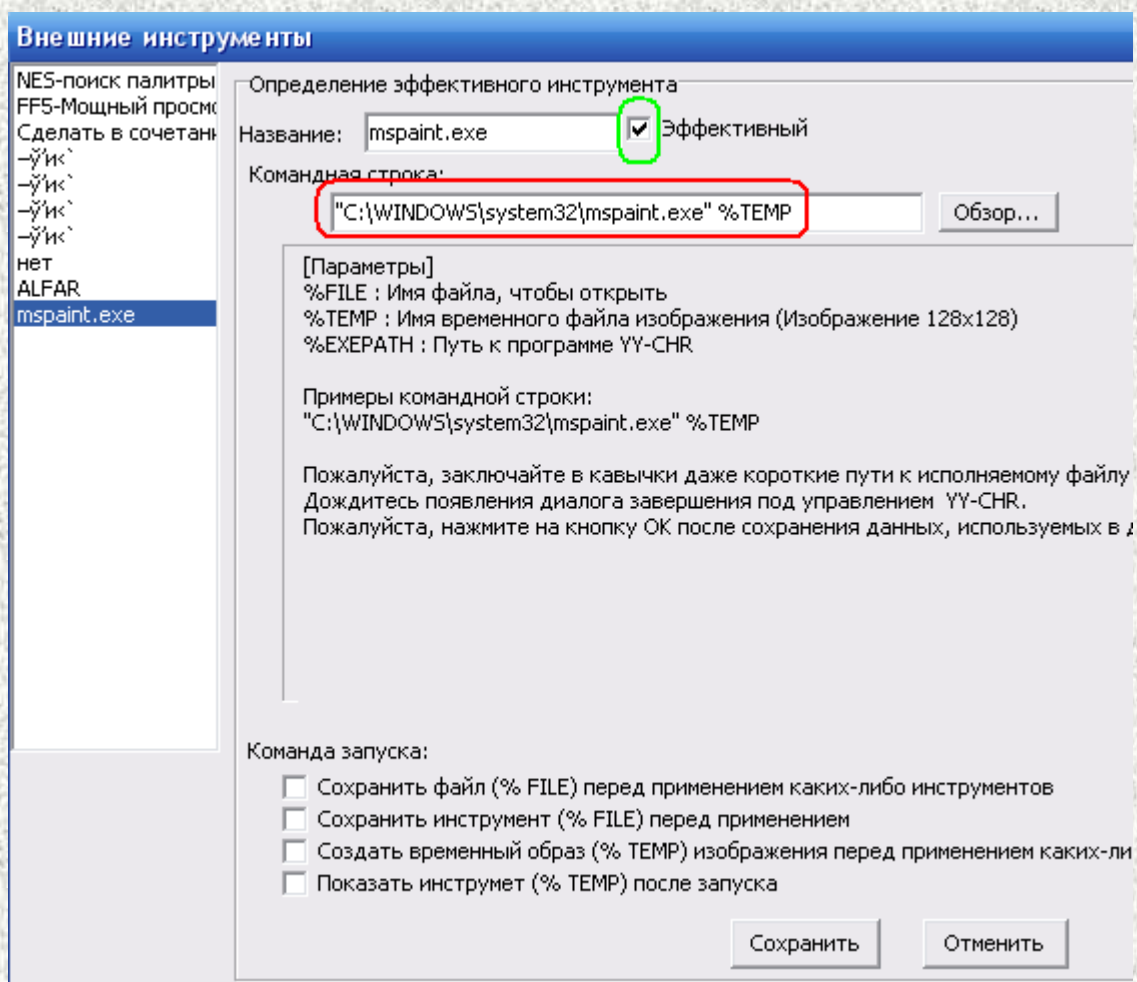 Внешние инструменты
NES-поиск палитры
FF5-Мощный просмо
Сделать в сочетани
–ўʹис`
–ўʹис`
–ўʹис`
–ўʹис`
нет
ALFAR
mspaint.exe
Определение эффективного инструмента
Название: mspaint.exe Эффективный
Командная строка:
"C:\WINDOWS\system32\mspaint.exe" %TEMP Обзор...
[Параметры]
%FILE : Имя файла, чтобы открыть
%TEMP : Имя временного файла изображения (Изображение 128x128)
%EXEPATH : Путь к программе YY-CHR
Примеры командной строки:
"C:\WINDOWS\system32\mspaint.exe" %TEMP
Пожалуйста, заключайте в кавычки даже короткие пути к исполняемому файлу
Дождитесь появления диалога завершения под управлением YY-CHR.
Пожалуйста, нажмите на кнопку ОК после сохранения данных, используемых в д
Команда запуска:
Сохранить файл (% FILE) перед применением каких-либо инструментов
Сохранить инструмент (% FILE) перед применением
Создать временный образ (% TEMP) изображения перед применением каких-ли
Показать инструмет (% TEMP) после запуска
Сохранить Отменить